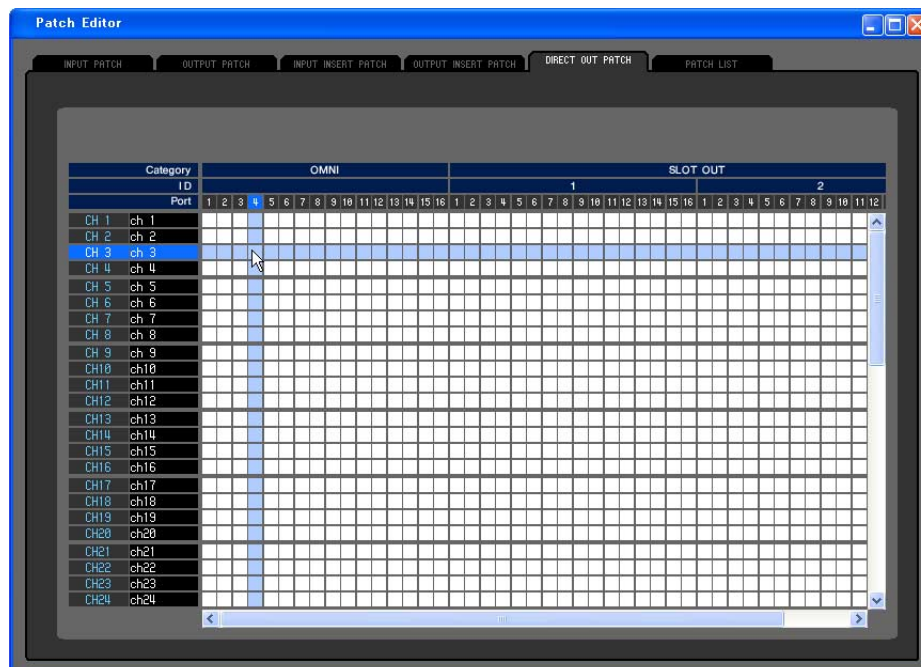 Patch Editor
INPUT PATCH OUTPUT PATCH INPUT INSERT PATCH OUTPUT INSERT PATCH DIRECT OUT PATCH PATCH LIST
Category OMNI SLOT OUT
ID 1 2
Port 1 2 3 4 5 6 7 8 9 10 11 12 13 14 15 16 1 2 3 4 5 6 7 8 9 10 11 12 13 14 15 16 1 2 3 4 5 6 7 8 9 10 11 12
CH 1 ch 1
CH 2 ch 2
CH 3 ch 3
CH 4 ch 4
CH 5 ch 5
CH 6 ch 6
CH 7 ch 7
CH 8 ch 8
CH 9 ch 9
CH10 ch10
CH11 ch11
CH12 ch12
CH13 ch13
CH14 ch14
CH15 ch15
CH16 ch16
CH17 ch17
CH18 ch18
CH19 ch19
CH20 ch20
CH21 ch21
CH22 ch22
CH23 ch23
CH24 ch24